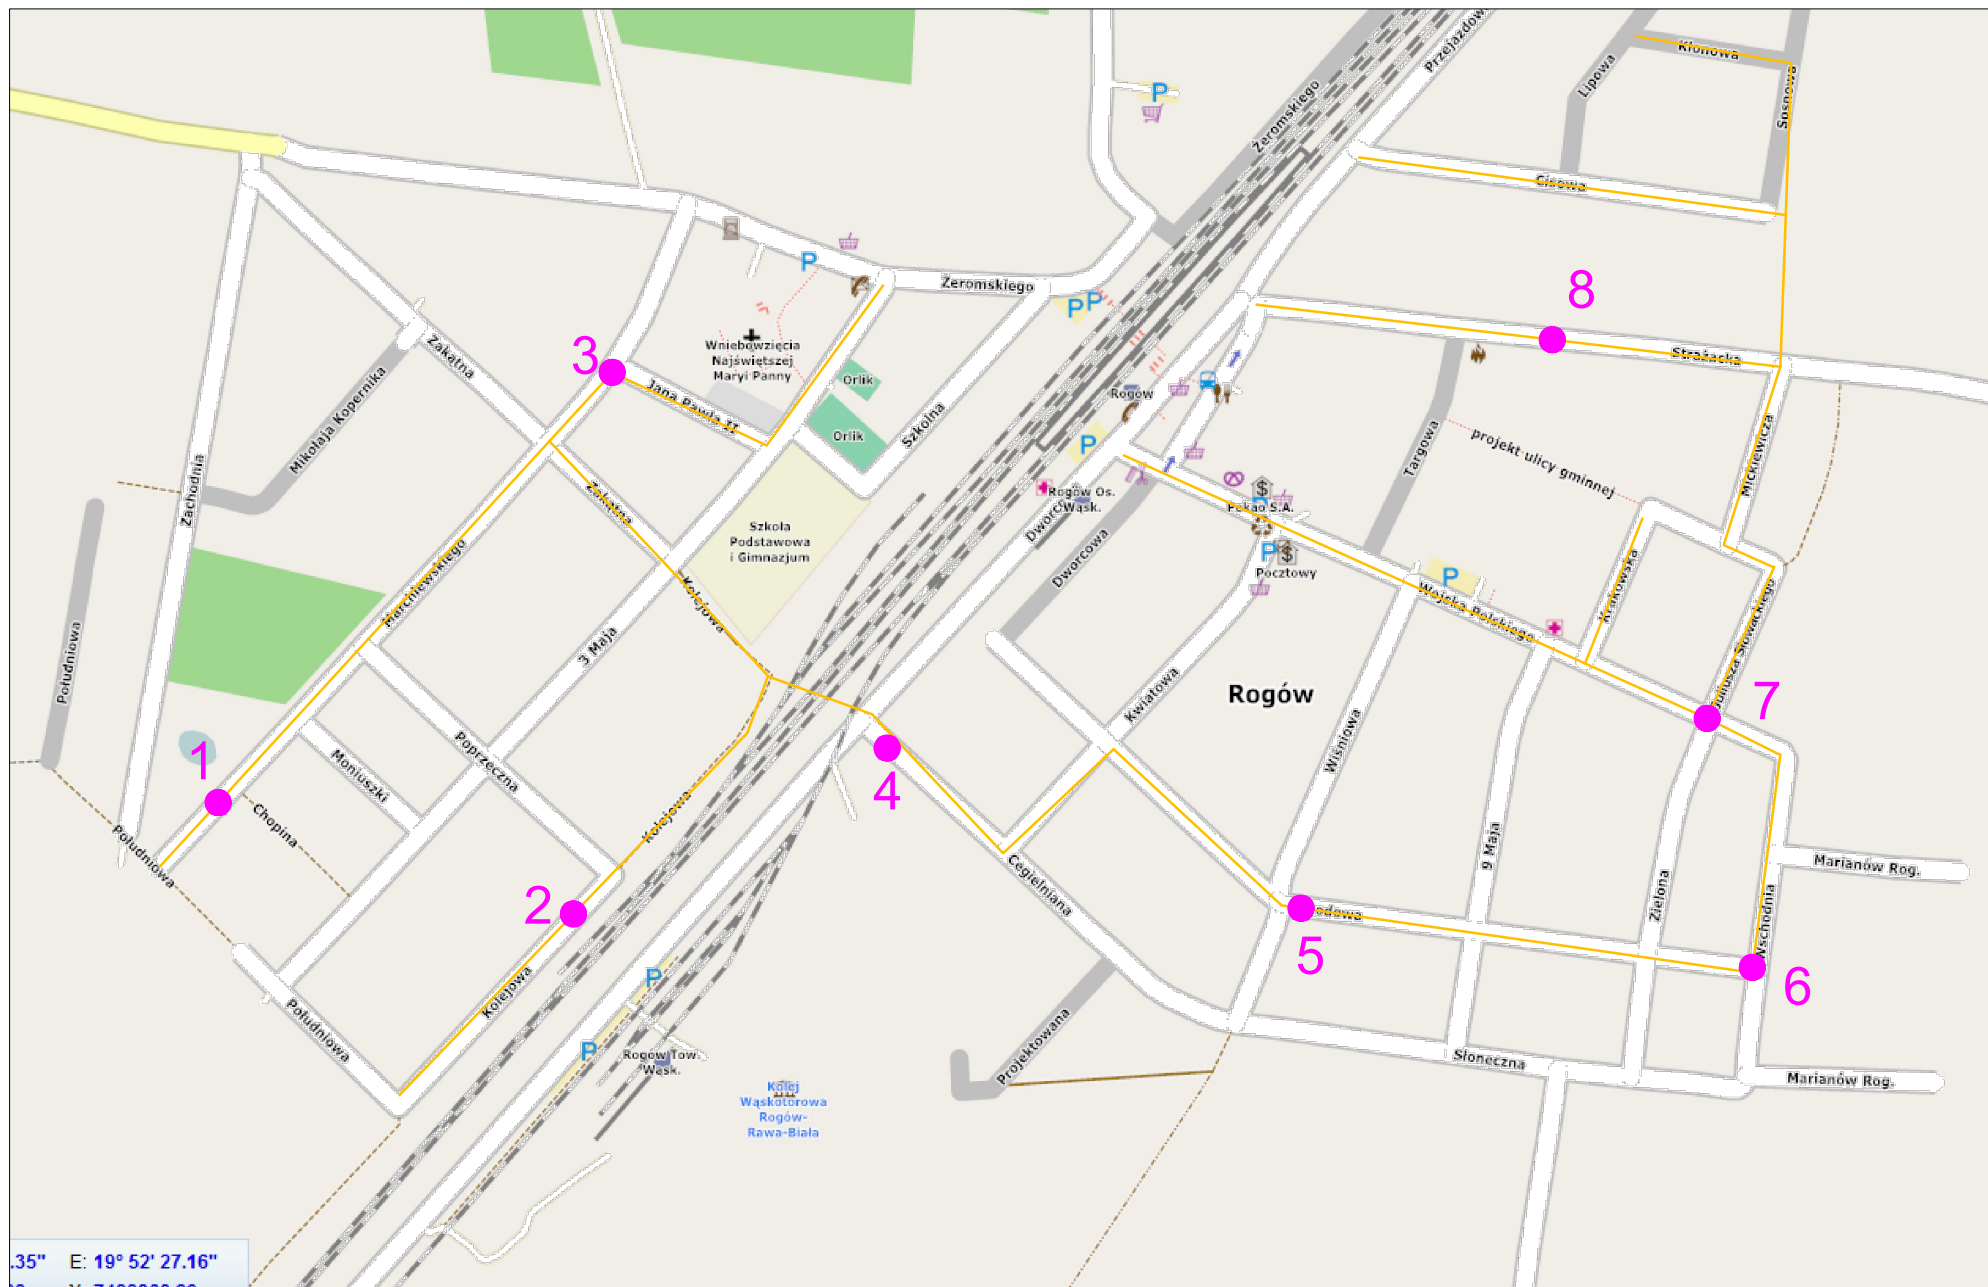 Klonowa
Przejazdowa
Lipowa
Sosnowa
Żeromskiego
P
Cisowa
8
P
Żeromskiego
P P
3
Zakątna
Wniebowzięcia
Najświętszej
Maryi Panny
Jana Pawła II
Orlik
Orlik
Szkolna
Rogów
Strażacka
Mikołaja Kopernika
P
Targowa
projekt ulicy gminnej
Mickiewicza
Zachodnia
Zakątna
Rogów Os.
Wąsk.
$
Pekao S.A.
Szkoła
Podstawowa
i Gimnazjum
Dworcowa
P
$
Pocztowy
P
Marchlewskiego
Kolejowa
Wojska Polskiego
Krakowska
Juliusza Słowackiego
Południowa
3 Maja
Rogów
Kwiatowa
7
1
Poprzeczna
Moniuszki
Wiśniowa
4
Chopina
Kolejowa
Południowa
Cegielniana
9 Maja
Marianów Rog.
2
Zielona
Wschodnia
5
6
P
Kolejowa
Południowa
P
Rogów Tow.
Wąsk.
Projektowana
Słoneczna
Marianów Rog.
Kolej
Wąskotorowa
Rogów-
Rawa-Biała
.35" E: 19° 52' 27.16"